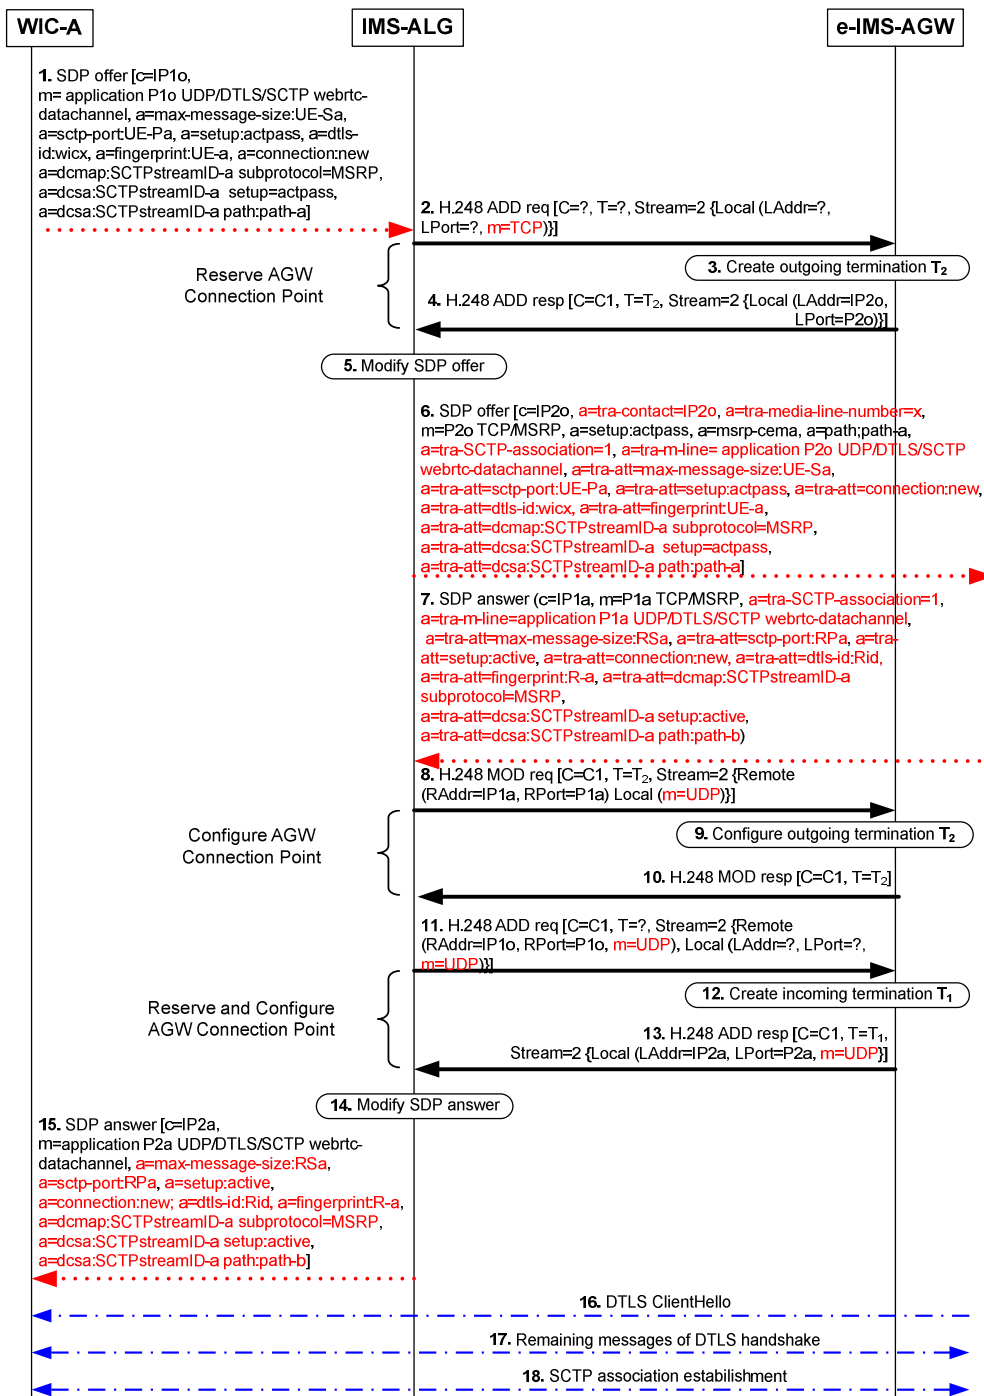 WIC-A
IMS-ALG
e-IMS-AGW
1. SDP offer [c=IP1o,
m= application P1o UDP/DTLS/SCTP webrtc-
datachannel, a=max-message-size:UE-Sa,
a=sctp-port:UE-Pa, a=setup:actpass, a=dtls-
id:wicx, a=fingerprint:UE-a, a=connection:new
a=dcmap:SCTPstreamID-a subprotocol=MSRP,
a=dcsa:SCTPstreamID-a setup=actpass,
a=dcsa:SCTPstreamID-a path:path-a]
2. H.248 ADD req [C=?, T=?, Stream=2 {Local (LAddr=?,
LPort=?, m=TCP)}]
3. Create outgoing termination T2
Reserve AGW
Connection Point
4. H.248 ADD resp [C=C1, T=T2, Stream=2 {Local (LAddr=IP2o,
LPort=P2o)}]
5. Modify SDP offer
6. SDP offer [c=IP2o, a=tra-contact=IP2o, a=tra-media-line-number=x,
m=P2o TCP/MSRP, a=setup:actpass, a=msrp-cema, a=path;path-a,
a=tra-SCTP-association=1, a=tra-m-line= application P2o UDP/DTLS/SCTP
webrtc-datachannel, a=tra-att=max-message-size:UE-Sa,
a=tra-att=sctp-port:UE-Pa, a=tra-att=setup:actpass, a=tra-att=connection:new,
a=tra-att=dtls-id:wicx, a=tra-att=fingerprint:UE-a,
a=tra-att=dcmap:SCTPstreamID-a subprotocol=MSRP,
a=tra-att=dcsa:SCTPstreamID-a setup=actpass,
a=tra-att=dcsa:SCTPstreamID-a path:path-a]
7. SDP answer (c=IP1a, m=P1a TCP/MSRP, a=tra-SCTP-association=1,
a=tra-m-line=application P1a UDP/DTLS/SCTP webrtc-datachannel,
a=tra-att=max-message-size:RSa, a=tra-att=sctp-port:RPa, a=tra-
att=setup:active, a=tra-att=connection:new, a=tra-att=dtls-id:Rid,
a=tra-att=fingerprint:R-a, a=tra-att=dcmap:SCTPstreamID-a
subprotocol=MSRP,
a=tra-att=dcsa:SCTPstreamID-a setup:active,
a=tra-att=dcsa:SCTPstreamID-a path:path-b)
8. H.248 MOD req [C=C1, T=T2, Stream=2 {Remote
(RAddr=IP1a, RPort=P1a) Local (m=UDP)}]
9. Configure outgoing termination T2
Configure AGW
Connection Point
10. H.248 MOD resp [C=C1, T=T2]
11. H.248 ADD req [C=C1, T=?, Stream=2 {Remote
(RAddr=IP1o, RPort=P1o, m=UDP), Local (LAddr=?, LPort=?,
m=UDP)}]
12. Create incoming termination T1
Reserve and Configure
AGW Connection Point
13. H.248 ADD resp [C=C1, T=T1,
Stream=2 {Local (LAddr=IP2a, LPort=P2a, m=UDP}]
14. Modify SDP answer
15. SDP answer [c=IP2a,
m=application P2a UDP/DTLS/SCTP webrtc-
datachannel, a=max-message-size:RSa,
a=sctp-port:RPa, a=setup:active,
a=connection:new; a=dtls-id:Rid, a=fingerprint:R-a,
a=dcmap:SCTPstreamID-a subprotocol=MSRP,
a=dcsa:SCTPstreamID-a setup:active,
a=dcsa:SCTPstreamID-a path:path-b]
16. DTLS ClientHello
17. Remaining messages of DTLS handshake
18. SCTP association estabilishment